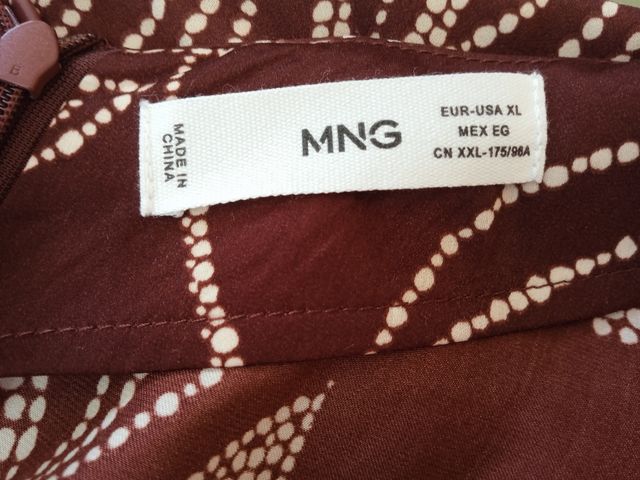 MADE IN
CHINA
MNG
EUR-USA XL
MEX EG
CN XXL-175/96A